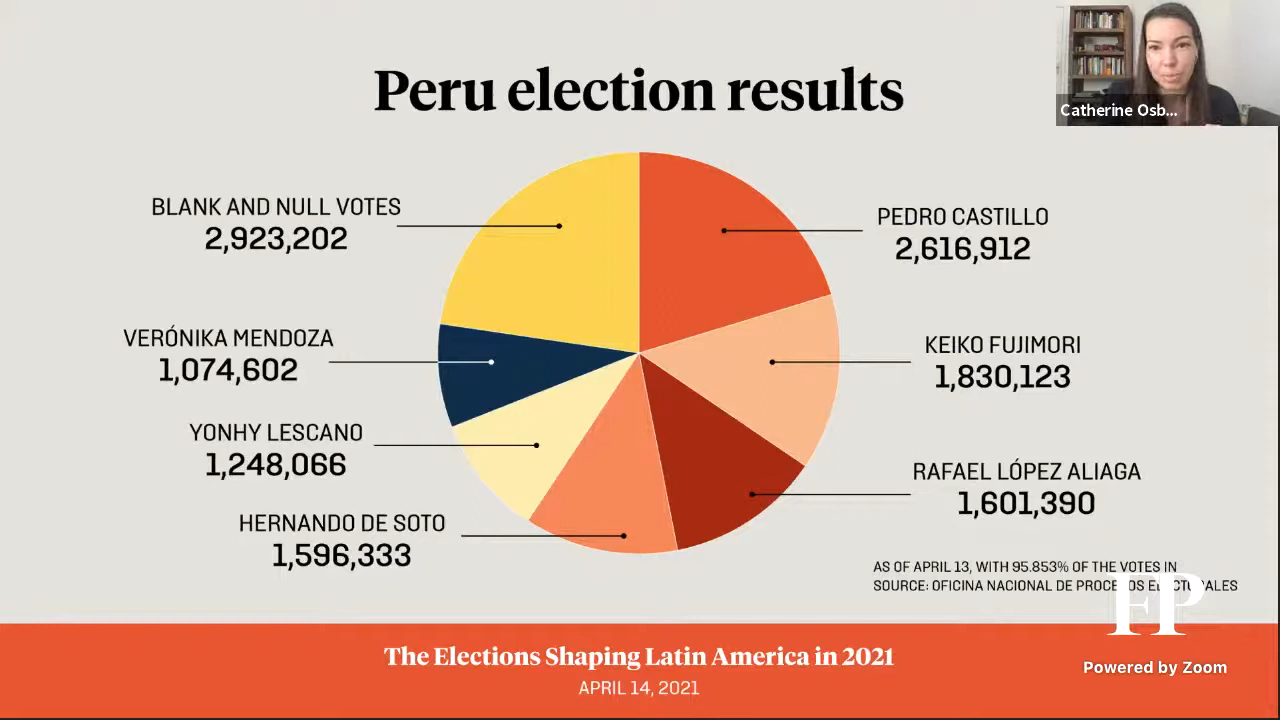 Peru election results
Catherine Osb...
BLANK AND NULL VOTES
2,923,202
PEDRO CASTILLO
2,616,912
VERÓNIKA MENDOZA
1,074,602
KEIKO FUJIMORI
1,830,123
YONHY LESCANO
1,248,066
RAFAEL LÓPEZ ALIAGA
1,601,390
HERNANDO DE SOTO
1,596,333
AS OF APRIL 13, WITH 95.853% OF THE VOTES IN
SOURCE: OFICINA NACIONAL DE PROCESOS ELECTORALES
FP
Powered by Zoom
The Elections Shaping Latin America in 2021
APRIL 14, 2021